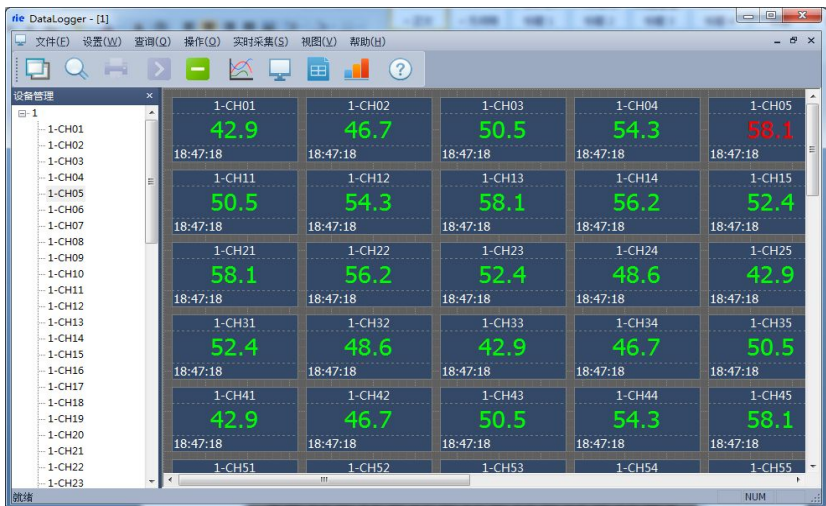 rie DataLogger - [1]
文件(F) 设置(W) 查询(Q) 操作(O) 实时采集(S) 视图(V) 帮助(H)
设备管理
1
1-CH01
1-CH02
1-CH03
1-CH04
1-CH05
1-CH06
1-CH07
1-CH08
1-CH09
1-CH10
1-CH11
1-CH12
1-CH13
1-CH14
1-CH15
1-CH16
1-CH17
1-CH18
1-CH19
1-CH20
1-CH21
1-CH22
1-CH23
1-CH01 1-CH02 1-CH03 1-CH04 1-CH05
42.9 46.7 50.5 54.3 58.1
18:47:18 18:47:18 18:47:18 18:47:18 18:47:18
1-CH11 1-CH12 1-CH13 1-CH14 1-CH15
50.5 54.3 58.1 56.2 52.4
18:47:18 18:47:18 18:47:18 18:47:18 18:47:18
1-CH21 1-CH22 1-CH23 1-CH24 1-CH25
58.1 56.2 52.4 48.6 42.9
18:47:18 18:47:18 18:47:18 18:47:18 18:47:18
1-CH31 1-CH32 1-CH33 1-CH34 1-CH35
52.4 48.6 42.9 46.7 50.5
18:47:18 18:47:18 18:47:18 18:47:18 18:47:18
1-CH41 1-CH42 1-CH43 1-CH44 1-CH45
42.9 46.7 50.5 54.3 58.1
18:47:18 18:47:18 18:47:18 18:47:18 18:47:18
1-CH51 1-CH52 1-CH53 1-CH54 1-CH55
就绪 NUM